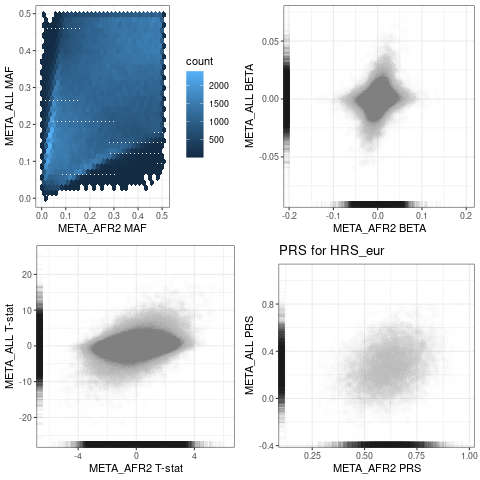 0.5
0.4
0.3
0.2
0.1
0.0
META_ALL MAF
0.0 0.1 0.2 0.3 0.4 0.5
META_AFR2 MAF
count
2000
1500
1000
500
0.05
0.00
-0.05
META_ALL BETA
-0.2 -0.1 0.0 0.1 0.2
META_AFR2 BETA
20
10
0
-10
-20
META_ALL T-stat
-4 0 4
META_AFR2 T-stat
PRS for HRS_eur
0.8
0.4
0.0
-0.4
META_ALL PRS
0.25 0.50 0.75 1.00
META_AFR2 PRS